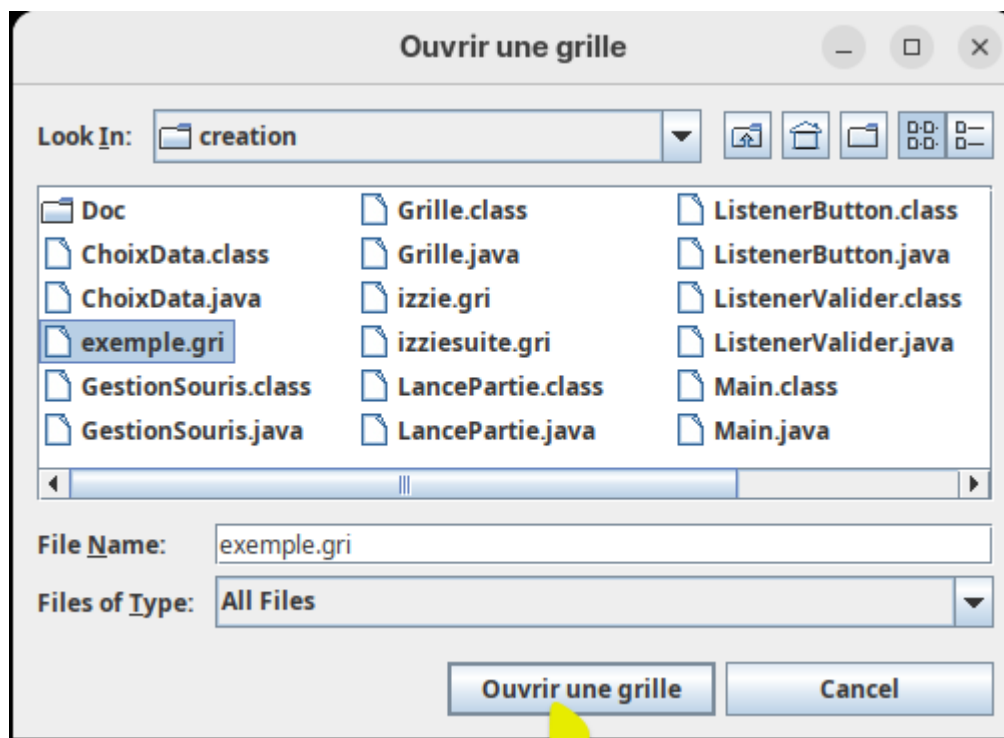 Ouvrir une grille
Look In: creation
Doc Grille.class ListenerButton.class
ChoixData.class Grille.java ListenerButton.java
ChoixData.java izzie.gri ListenerValider.class
exemple.gri izziesuite.gri ListenerValider.java
GestionSouris.class LancePartie.class Main.class
GestionSouris.java LancePartie.java Main.java
File Name: exemple.gri
Files of Type: All Files
Ouvrir une grille Cancel